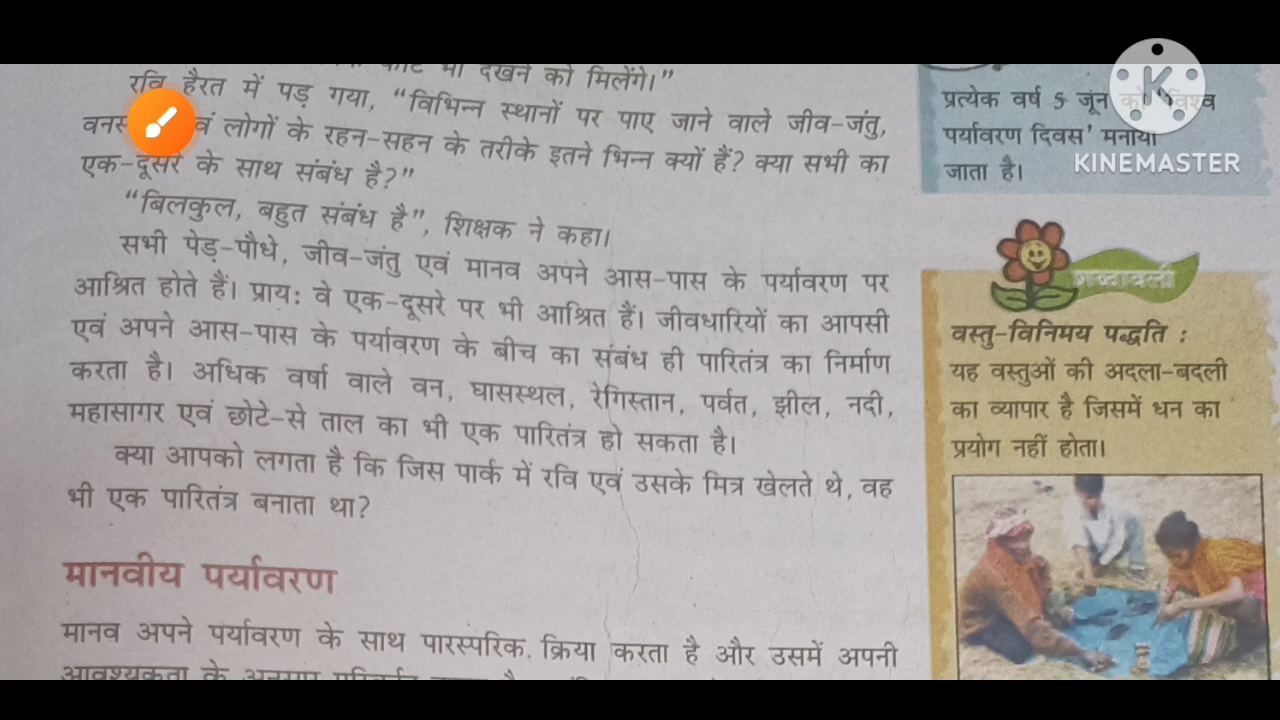 को मिलेंगे।”
रवि हैरत में पड़ गया, “विभिन्न स्थानों पर पाए जाने वाले जीव-जंतु,
लोगों के रहन-सहन के तरीके इतने भिन्न क्यों हैं? क्या सभी का
एक-दूसरे के साथ संबंध है?”
“बिलकुल, बहुत संबंध है”, शिक्षक ने कहा।
सभी पेड़-पौधे, जीव-जंतु एवं मानव अपने आस-पास के पर्यावरण पर
आश्रित होते हैं। प्राय: वे एक-दूसरे पर भी आश्रित हैं। जीवधारियों का आपसी
एवं अपने आस-पास के पर्यावरण के बीच का संबंध ही पारितंत्र का निर्माण
करता है। अधिक वर्षा वाले वन, घासस्थल, रेगिस्तान, पर्वत, झील, नदी,
महासागर एवं छोटे-से ताल का भी एक पारितंत्र हो सकता है।
क्या आपको लगता है कि जिस पार्क में रवि एवं उसके मित्र खेलते थे, वह
भी एक पारितंत्र बनाता था?
मानवीय पर्यावरण
मानव अपने पर्यावरण के साथ पारस्परिक क्रिया करता है और उसमें अपनी
प्रत्येक वर्ष 5 जून को ‘विश्व
पर्यावरण दिवस’ मनाया
जाता है।
K
KINEMASTER
शब्दावली
वस्तु-विनिमय पद्धति :
यह वस्तुओं की अदला-बदली
का व्यापार है जिसमें धन का
प्रयोग नहीं होता।